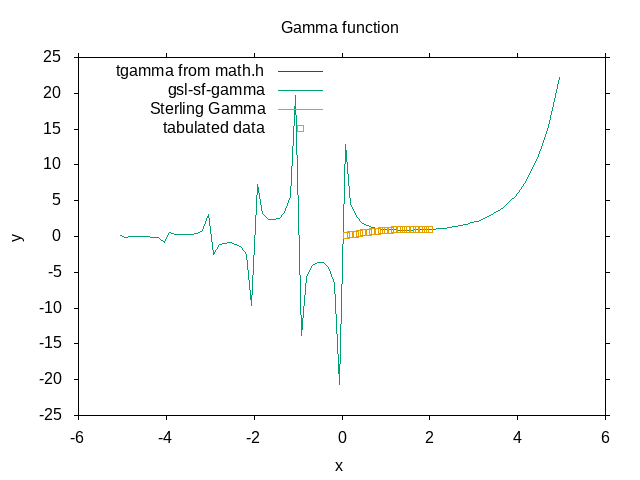 Gamma function
tgamma from math.h
gsl-sf-gamma
Sterling Gamma
tabulated data
25
20
15
10
5
0
-5
-10
-15
-20
-25
y
-6 -4 -2 0 2 4 6
x